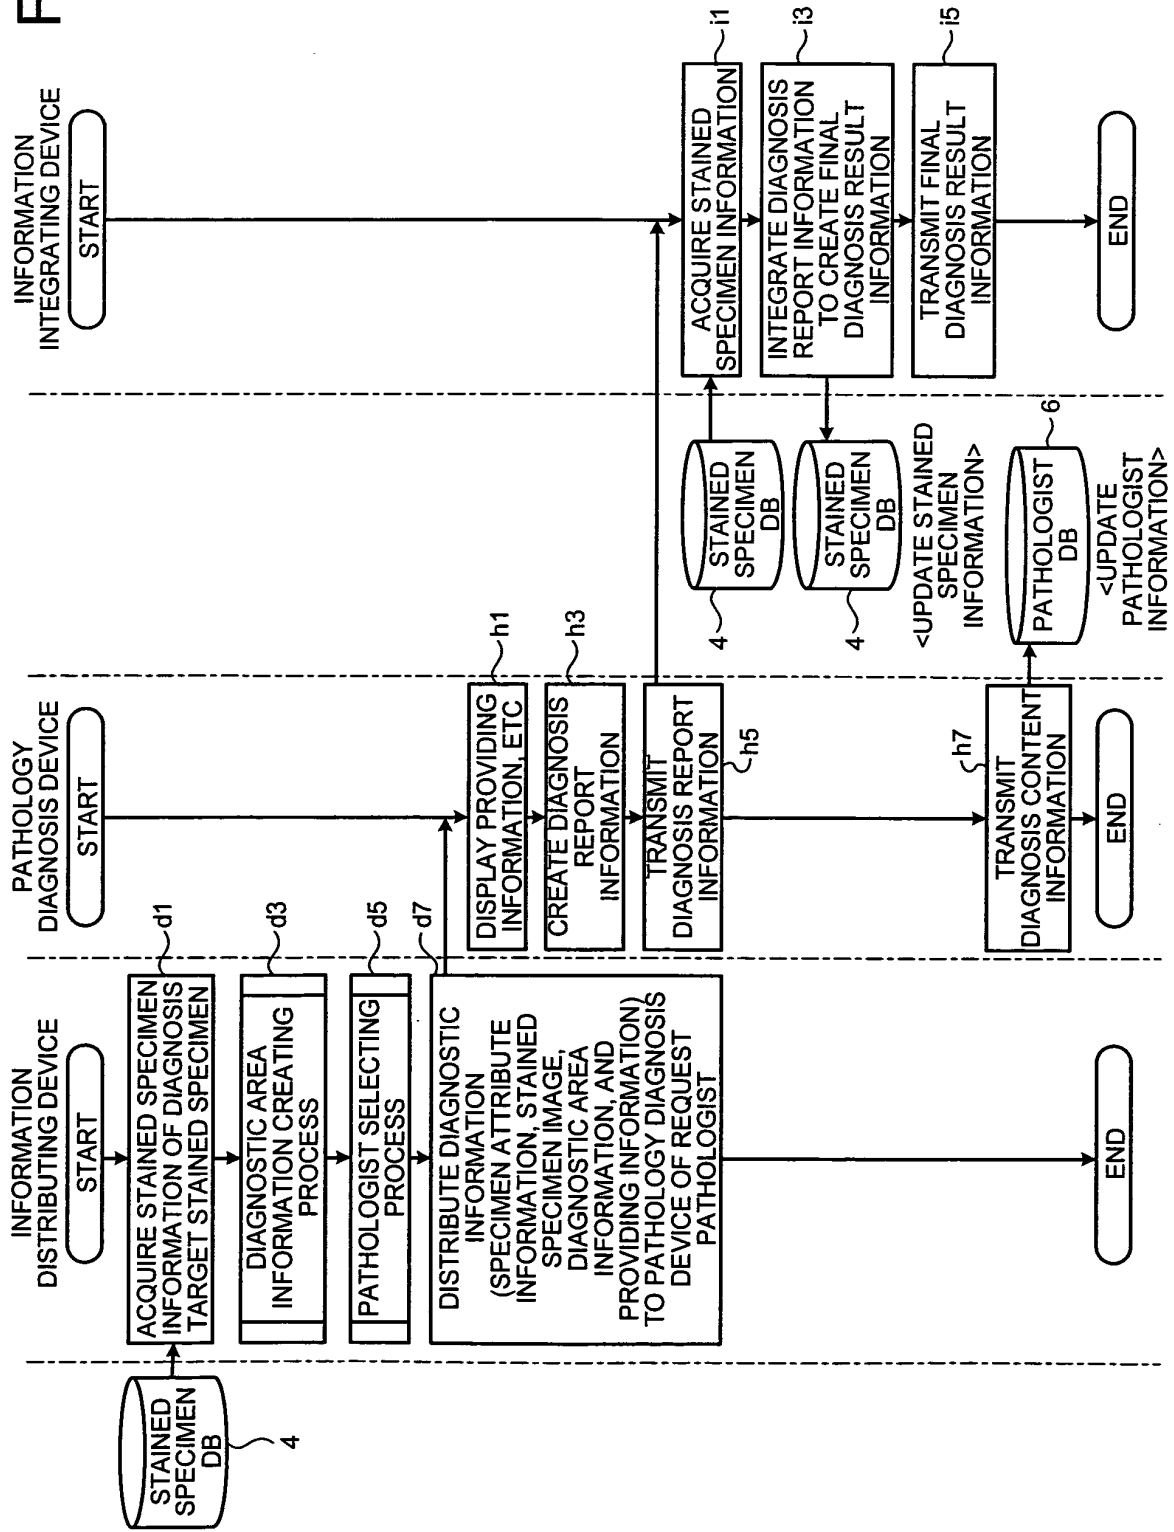 F
INFORMATION
DISTRIBUTING DEVICE
START
STAINED
SPECIMEN
DB
4
ACQUIRE STAINED SPECIMEN
INFORMATION OF DIAGNOSIS
TARGET STAINED SPECIMEN
d1
DIAGNOSTIC AREA
INFORMATION CREATING
PROCESS
d3
PATHOLOGIST SELECTING
PROCESS
d5
DISTRIBUTE DIAGNOSTIC
INFORMATION
(SPECIMEN ATTRIBUTE
INFORMATION, STAINED
SPECIMEN IMAGE,
DIAGNOSTIC AREA
INFORMATION, AND
PROVIDING INFORMATION)
TO PATHOLOGY DIAGNOSIS
DEVICE OF REQUEST
PATHOLOGIST
d7
END
PATHOLOGY
DIAGNOSIS DEVICE
START
DISPLAY PROVIDING
INFORMATION, ETC
h1
CREATE DIAGNOSIS
REPORT
INFORMATION
h3
TRANSMIT
DIAGNOSIS REPORT
INFORMATION
h5
TRANSMIT
DIAGNOSIS CONTENT
INFORMATION
h7
END
STAINED
SPECIMEN
DB
4
STAINED
SPECIMEN
DB
4
<UPDATE STAINED
SPECIMEN
INFORMATION>
PATHOLOGIST
DB
6
<UPDATE
PATHOLOGIST
INFORMATION>
INFORMATION
INTEGRATING DEVICE
START
ACQUIRE STAINED
SPECIMEN INFORMATION
i1
INTEGRATE DIAGNOSIS
REPORT INFORMATION
TO CREATE FINAL
DIAGNOSIS RESULT
INFORMATION
i3
TRANSMIT FINAL
DIAGNOSIS RESULT
INFORMATION
i5
END